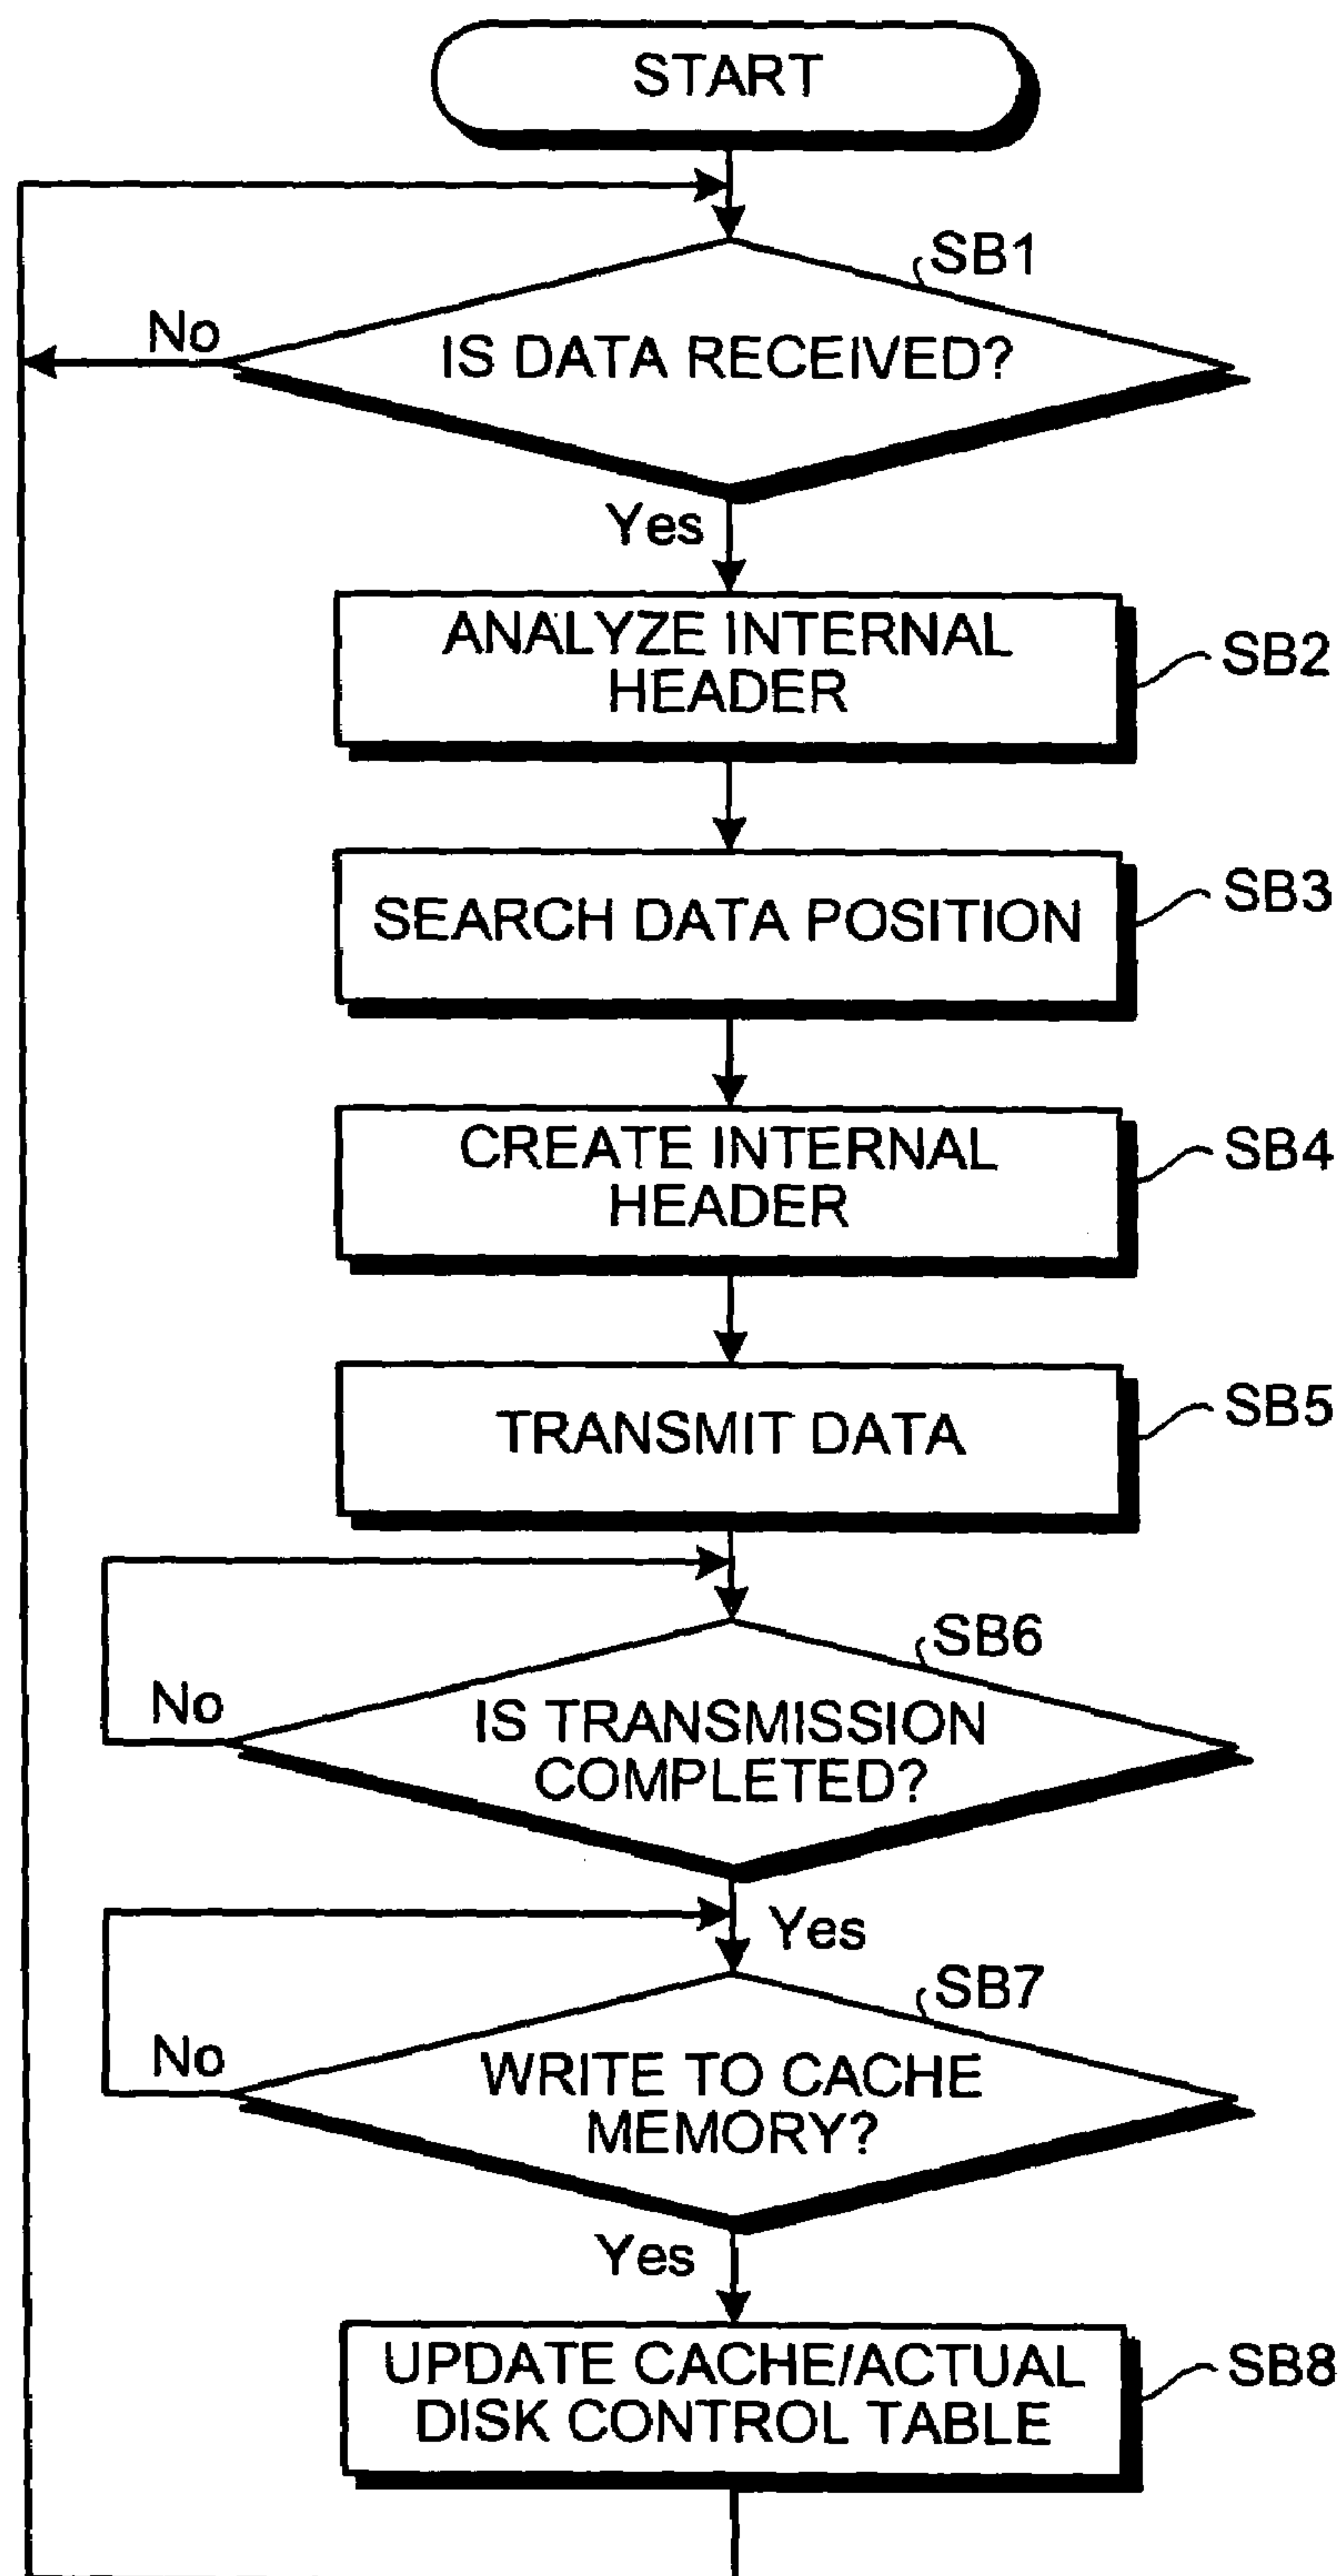 START
SB1
IS DATA RECEIVED?
No
Yes
ANALYZE INTERNAL
HEADER
SB2
SEARCH DATA POSITION
SB3
CREATE INTERNAL
HEADER
SB4
TRANSMIT DATA
SB5
SB6
IS TRANSMISSION
COMPLETED?
No
Yes
SB7
WRITE TO CACHE
MEMORY?
No
Yes
UPDATE CACHE/ACTUAL
DISK CONTROL TABLE
SB8